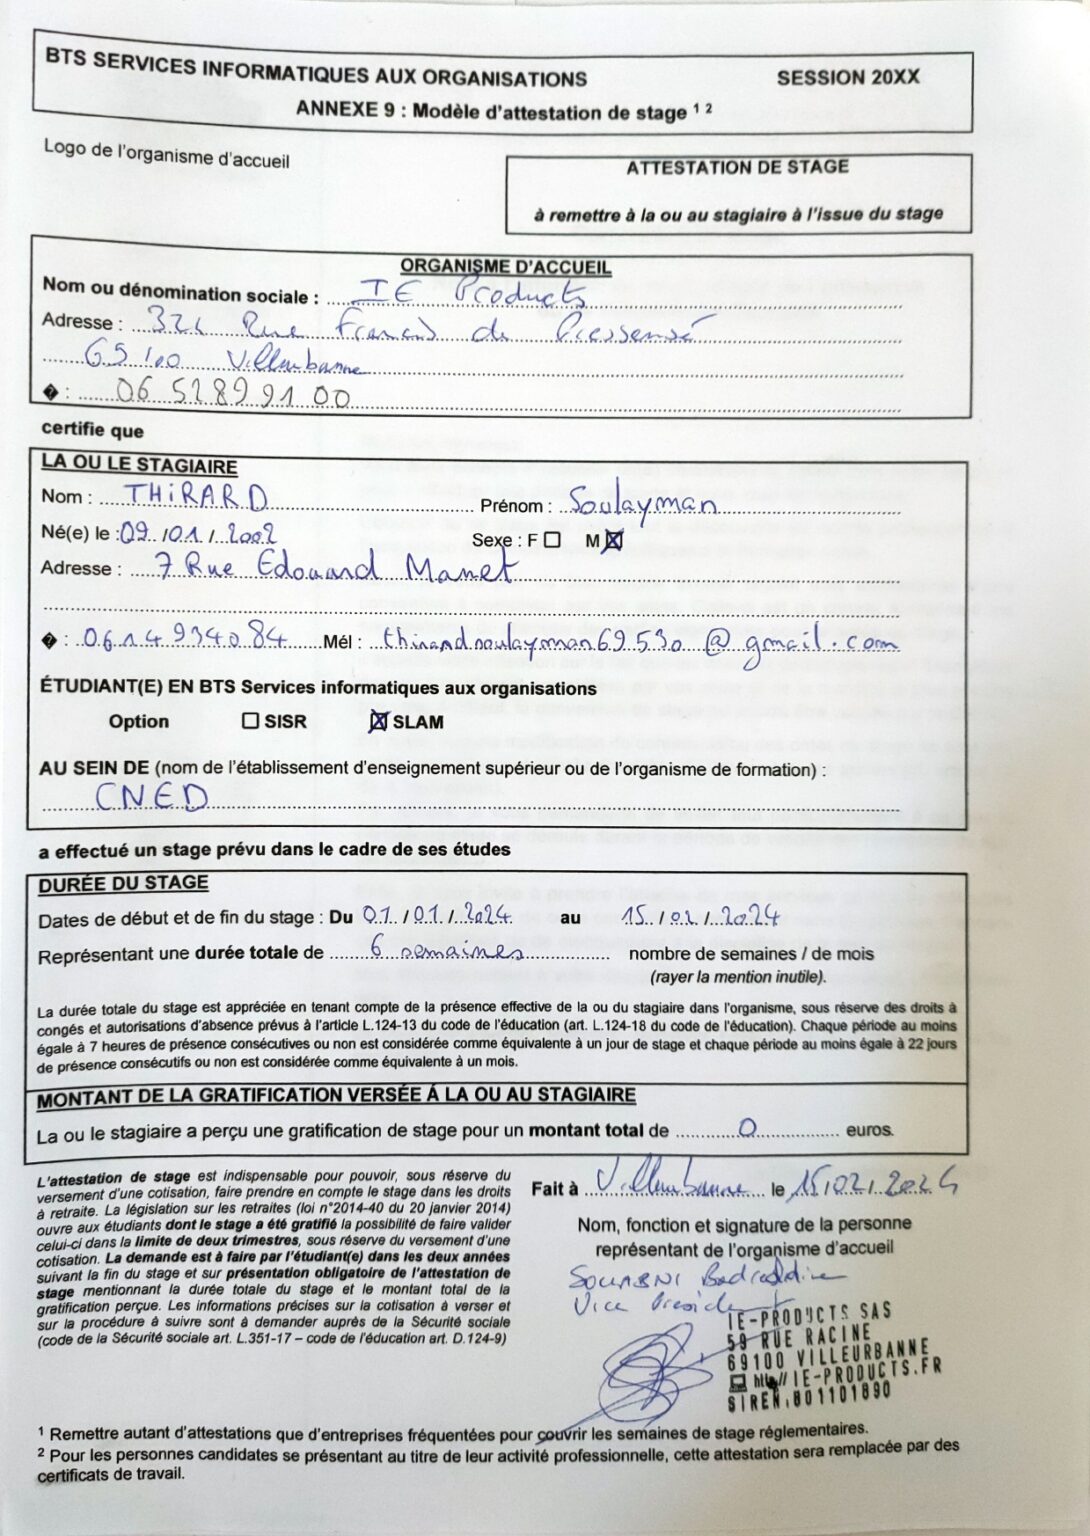 BTS SERVICES INFORMATIQUES AUX ORGANISATIONS SESSION 20XX
ANNEXE 9 : Modèle d'attestation de stage 1 2
Logo de l'organisme d'accueil
ATTESTATION DE STAGE
à remettre à la ou au stagiaire à l'issue du stage
ORGANISME D'ACCUEIL
Nom ou dénomination sociale : IE Products
Adresse : Rue Francis de Pressensé
Villeurbanne
� : 06 52 89 91 00
certifie que
LA OU LE STAGIAIRE
Nom : THIRARD Prénom : Soulayman
Né(e) le : 09 / 01 / 2002 Sexe : F ☐ M ☒
Adresse : 7 Rue Edouard Manet
� : 06 14 93 40 84 Mél : thirardsoulayman69530@gmail.com
ÉTUDIANT(E) EN BTS Services informatiques aux organisations
Option ☐ SISR ☒ SLAM
AU SEIN DE (nom de l'établissement d'enseignement supérieur ou de l'organisme de formation) :
CNED
a effectué un stage prévu dans le cadre de ses études
DURÉE DU STAGE
Dates de début et de fin du stage : Du 01 / 01 / 2024 au 15 / 02 / 2024
Représentant une durée totale de 6 semaines nombre de semaines / de mois
(rayer la mention inutile).
La durée totale du stage est appréciée en tenant compte de la présence effective de la ou du stagiaire dans l'organisme, sous réserve des droits à
congés et autorisations d'absence prévus à l'article L.124-13 du code de l'éducation (art. L.124-18 du code de l'éducation). Chaque période au moins
égale à 7 heures de présence consécutives ou non est considérée comme équivalente à un jour de stage et chaque période au moins égale à 22 jours
de présence consécutifs ou non est considérée comme équivalente à un mois.
MONTANT DE LA GRATIFICATION VERSÉE À LA OU AU STAGIAIRE
La ou le stagiaire a perçu une gratification de stage pour un montant total de 0 euros.
L'attestation de stage est indispensable pour pouvoir, sous réserve du
versement d'une cotisation, faire prendre en compte le stage dans les droits
à retraite. La législation sur les retraites (loi n°2014-40 du 20 janvier 2014)
ouvre aux étudiants dont le stage a été gratifié la possibilité de faire valider
celui-ci dans la limite de deux trimestres, sous réserve du versement d'une
cotisation. La demande est à faire par l'étudiant(e) dans les deux années
suivant la fin du stage et sur présentation obligatoire de l'attestation de
stage mentionnant la durée totale du stage et le montant total de la
gratification perçue. Les informations précises sur la cotisation à verser et
sur la procédure à suivre sont à demander auprès de la Sécurité sociale
(code de la Sécurité sociale art. L.351-17 – code de l'éducation art. D.124-9)
Fait à Villeurbanne le 15/02/2024
Nom, fonction et signature de la personne
représentant de l'organisme d'accueil
SOUABNI Badreddine
Vice President
IE-PRODUCTS SAS
59 RUE RACINE
69100 VILLEURBANNE
http://IE-PRODUCTS.FR
SIREN:801101890
1 Remettre autant d'attestations que d'entreprises fréquentées pour couvrir les semaines de stage réglementaires.
2 Pour les personnes candidates se présentant au titre de leur activité professionnelle, cette attestation sera remplacée par des
certificats de travail.